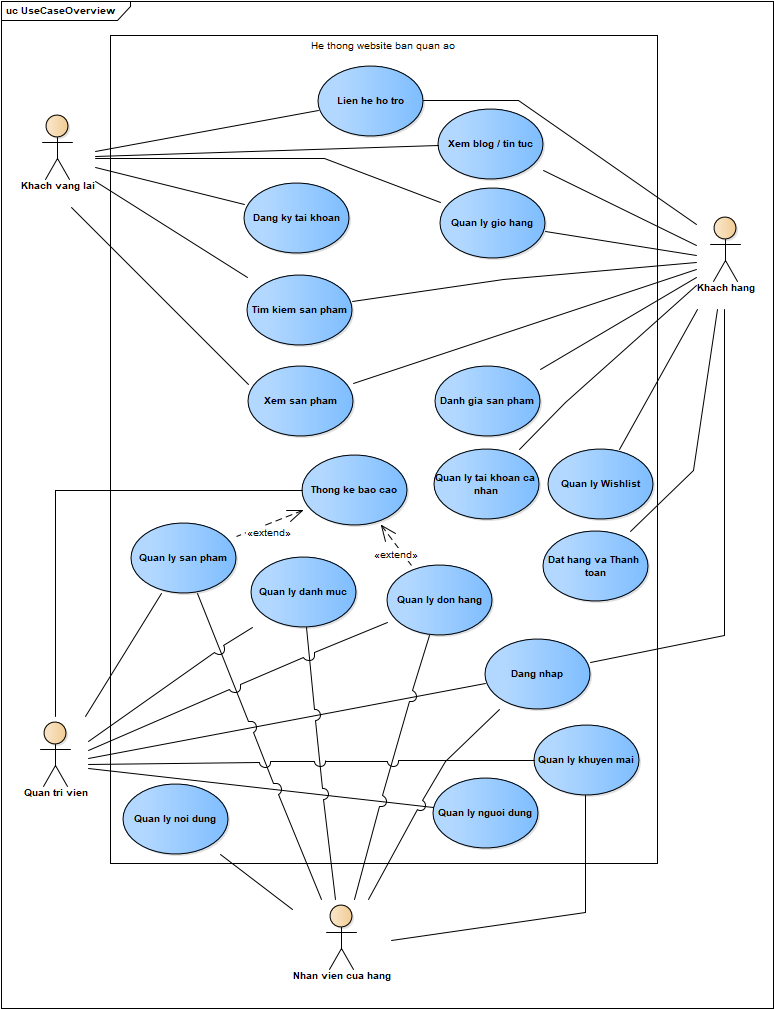 uc UseCaseOverview
He thong website ban quan ao
Lien he ho tro
Xem blog / tin tuc
Khach vang lai
Dang ky tai khoan
Quan ly gio hang
Khach hang
Tim kiem san pham
Xem san pham
Danh gia san pham
Quan ly tai khoan ca
nhan
Quan ly Wishlist
Thong ke bao cao
«extend»
«extend»
Quan ly san pham
Dat hang va Thanh
toan
Quan ly danh muc
Quan ly don hang
Dang nhap
Quan ly khuyen mai
Quan tri vien
Quan ly noi dung
Quan ly nguoi dung
Nhan vien cua hang